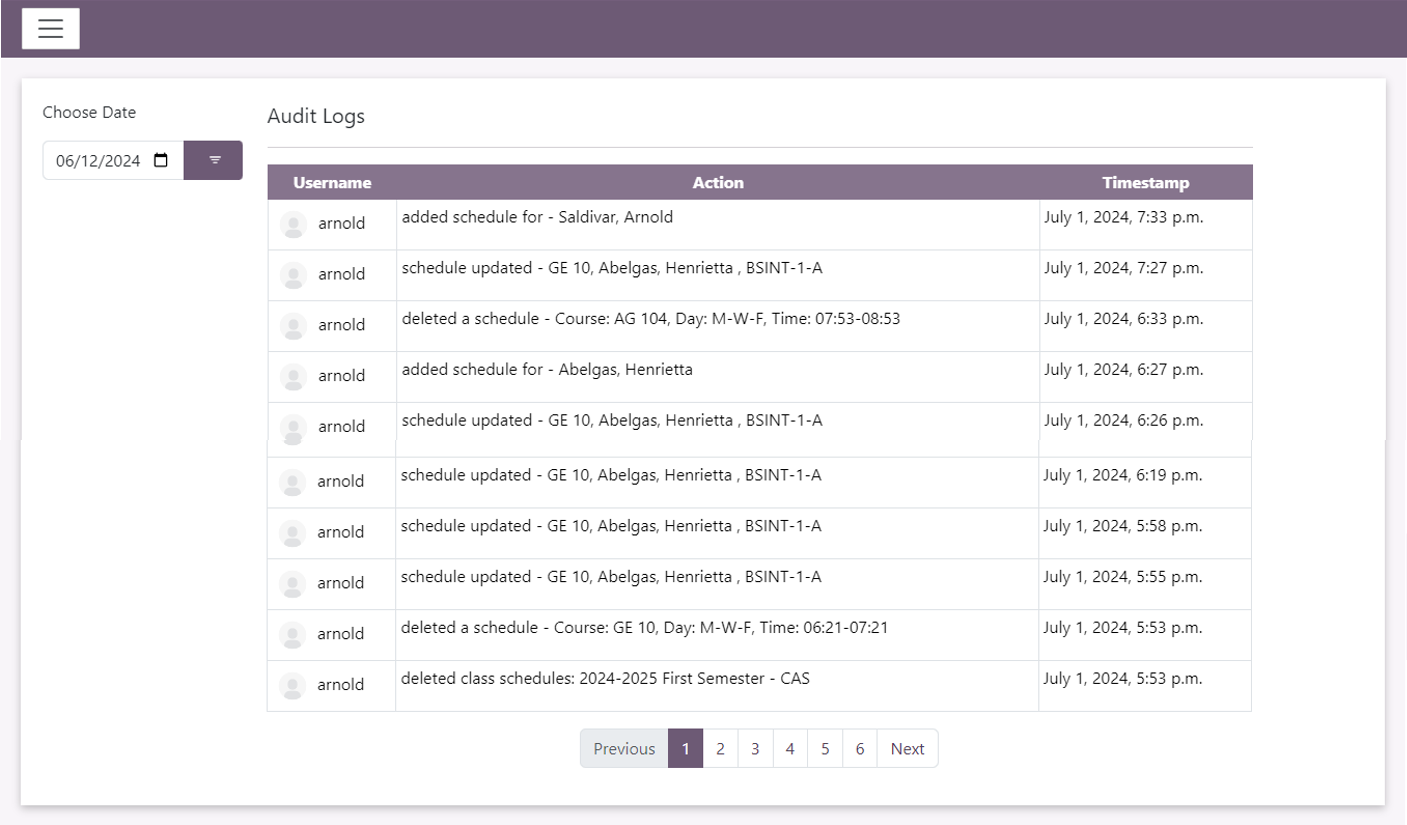 Choose Date
06/12/2024
Audit Logs
Username Action Timestamp
arnold added schedule for - Saldivar, Arnold July 1, 2024, 7:33 p.m.
arnold schedule updated - GE 10, Abelgas, Henrietta , BSINT-1-A July 1, 2024, 7:27 p.m.
arnold deleted a schedule - Course: AG 104, Day: M-W-F, Time: 07:53-08:53 July 1, 2024, 6:33 p.m.
arnold added schedule for - Abelgas, Henrietta July 1, 2024, 6:27 p.m.
arnold schedule updated - GE 10, Abelgas, Henrietta , BSINT-1-A July 1, 2024, 6:26 p.m.
arnold schedule updated - GE 10, Abelgas, Henrietta , BSINT-1-A July 1, 2024, 6:19 p.m.
arnold schedule updated - GE 10, Abelgas, Henrietta , BSINT-1-A July 1, 2024, 5:58 p.m.
arnold schedule updated - GE 10, Abelgas, Henrietta , BSINT-1-A July 1, 2024, 5:55 p.m.
arnold deleted a schedule - Course: GE 10, Day: M-W-F, Time: 06:21-07:21 July 1, 2024, 5:53 p.m.
arnold deleted class schedules: 2024-2025 First Semester - CAS July 1, 2024, 5:53 p.m.
Previous 1 2 3 4 5 6 Next